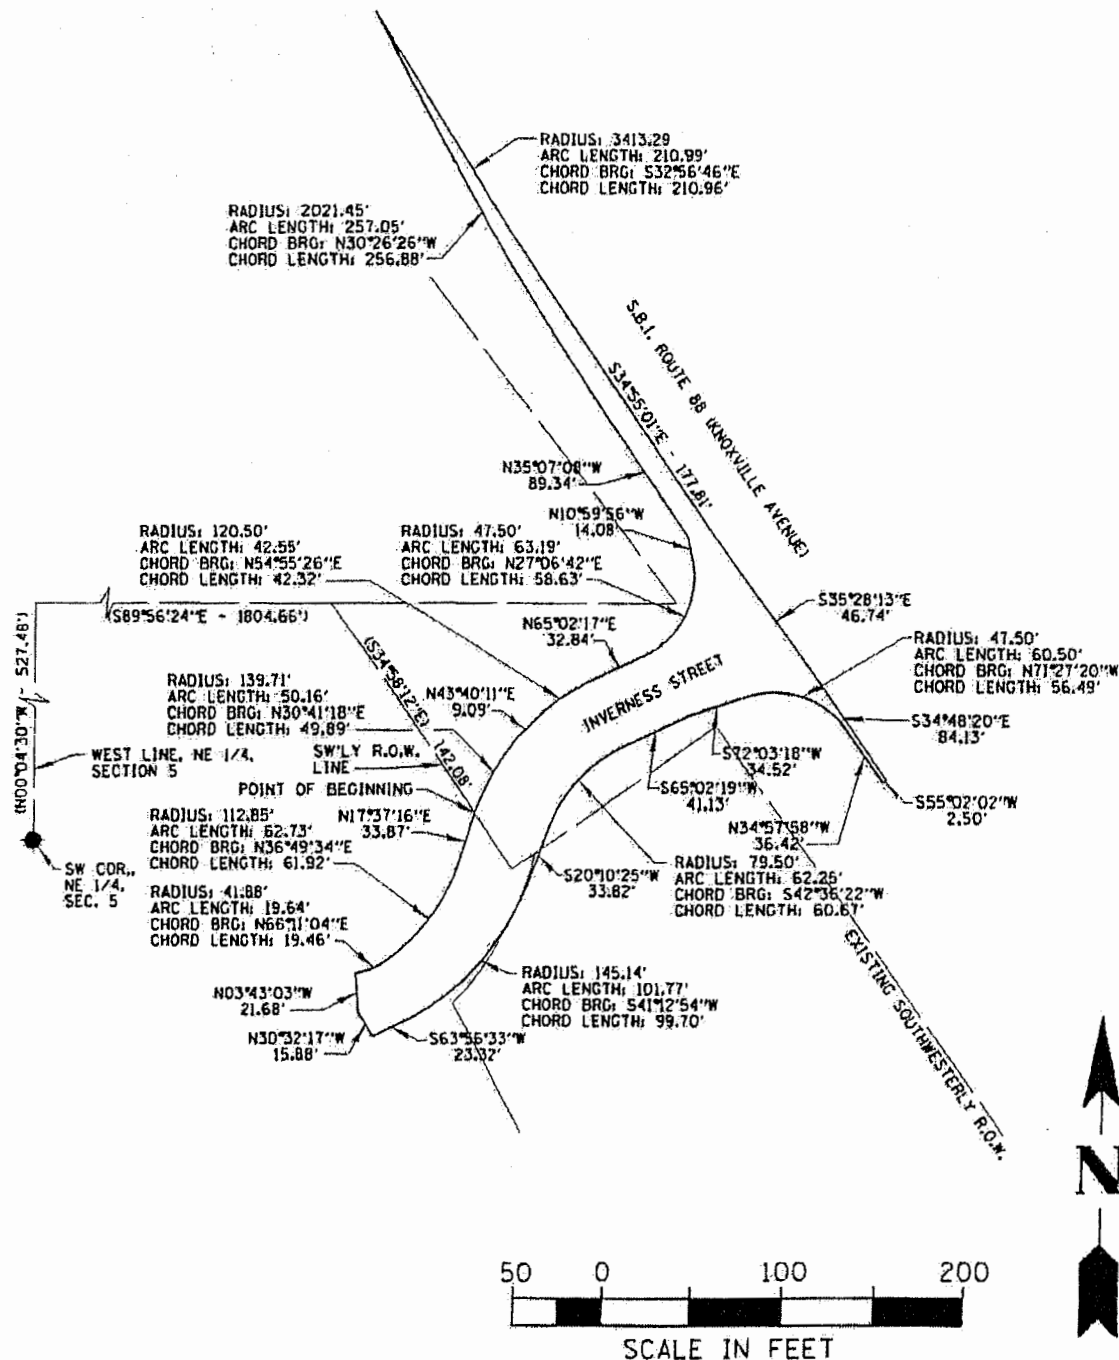 RADIUS: 3413.29
ARC LENGTH: 210.99'
CHORD BRG: S32°56'46"E
CHORD LENGTH: 210.96'
RADIUS: 2021.45'
ARC LENGTH: 257.05'
CHORD BRG: N30°26'26"W
CHORD LENGTH: 256.88'
S.B.I. ROUTE 88 (KNOXVILLE AVENUE)
S34°55'01"E - 177.81'
N35°07'08"W
89.34'
N10°59'56"W
14.08'
RADIUS: 120.50'
ARC LENGTH: 42.55'
CHORD BRG: N54°55'26"E
CHORD LENGTH: 42.32'
RADIUS: 47.50'
ARC LENGTH: 63.19'
CHORD BRG: N27°06'42"E
CHORD LENGTH: 58.63'
(S89°56'24"E - 1804.66')
N65°02'17"E
32.84'
S35°28'13"E
46.74'
RADIUS: 47.50'
ARC LENGTH: 60.50'
CHORD BRG: N71°27'20"W
CHORD LENGTH: 56.49'
(N00°04'30"W - 527.48')
(S34°58'12"E)
142.08'
RADIUS: 139.71'
ARC LENGTH: 50.16'
CHORD BRG: N30°41'18"E
CHORD LENGTH: 49.89'
N43°40'11"E
9.09'
INVERNESS STREET
S34°48'20"E
84.13'
WEST LINE, NE 1/4,
SECTION 5
SW'LY R.O.W.
LINE
POINT OF BEGINNING
S72°03'18"W
34.52'
S65°02'19"W
41.13'
S55°02'02"W
2.50'
RADIUS: 112.85'
ARC LENGTH: 62.73'
CHORD BRG: N36°49'34"E
CHORD LENGTH: 61.92'
N17°37'16"E
33.87'
N34°57'58"W
36.42'
SW COR.,
NE 1/4,
SEC. 5
RADIUS: 41.88'
ARC LENGTH: 19.64'
CHORD BRG: N66°11'04"E
CHORD LENGTH: 19.46'
S20°10'25"W
33.82'
RADIUS: 79.50'
ARC LENGTH: 62.25'
CHORD BRG: S42°36'22"W
CHORD LENGTH: 60.67'
EXISTING SOUTHWESTERLY R.O.W.
N03°43'03"W
21.68'
RADIUS: 145.14'
ARC LENGTH: 101.77'
CHORD BRG: S41°12'54"W
CHORD LENGTH: 99.70'
N30°32'17"W
15.88'
S63°56'33"W
23.32'
N
50 0 100 200
SCALE IN FEET